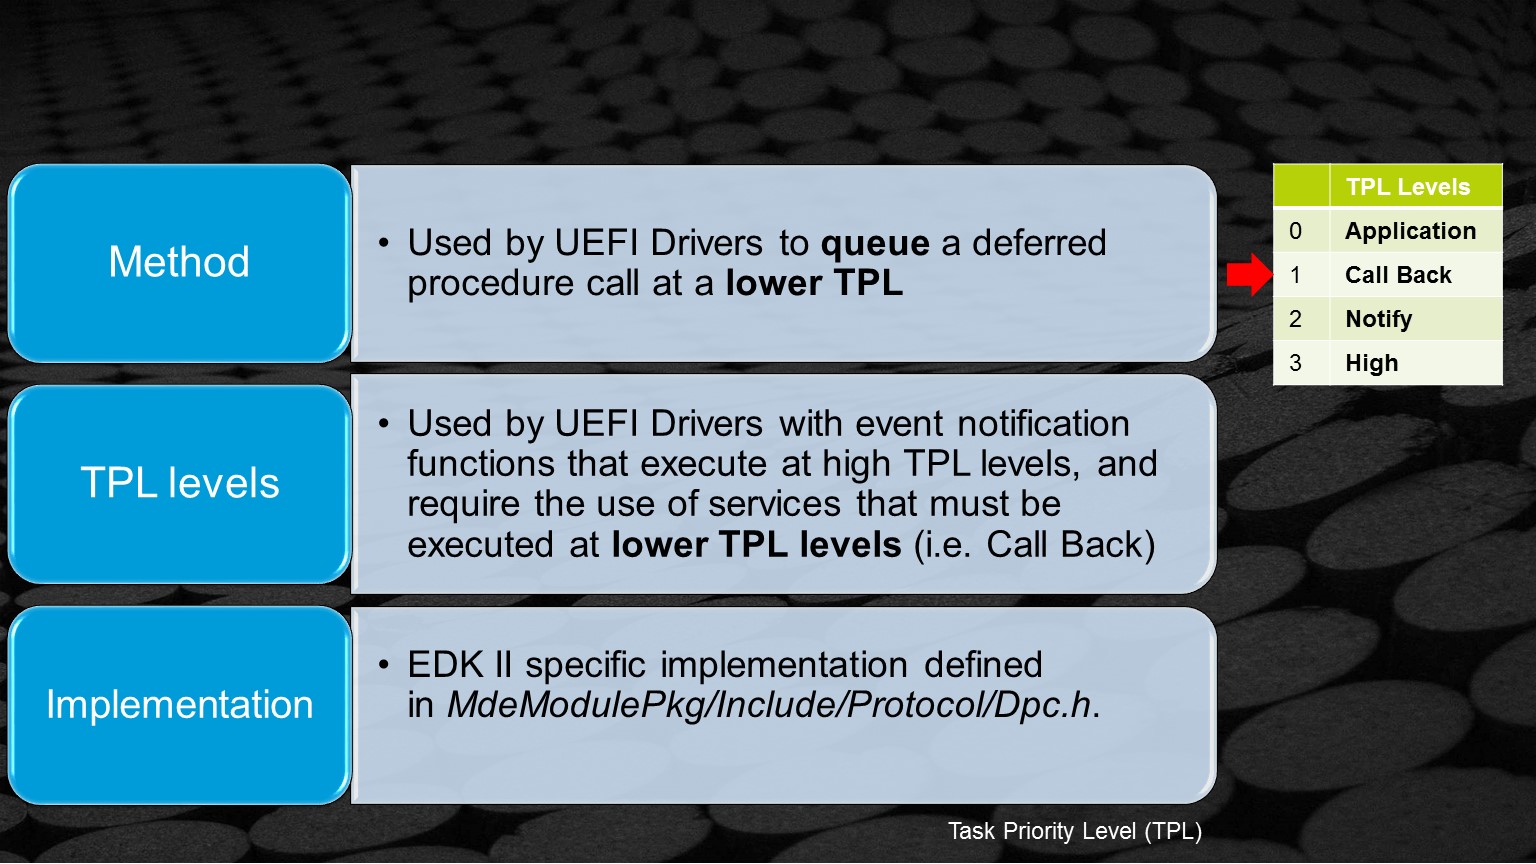 Method
• Used by UEFI Drivers to queue a deferred
procedure call at a lower TPL
TPL levels
• Used by UEFI Drivers with event notification
functions that execute at high TPL levels, and
require the use of services that must be
executed at lower TPL levels (i.e. Call Back)
Implementation
• EDK II specific implementation defined
in MdeModulePkg/Include/Protocol/Dpc.h.
TPL Levels
0 Application
1 Call Back
2 Notify
3 High
Task Priority Level (TPL)